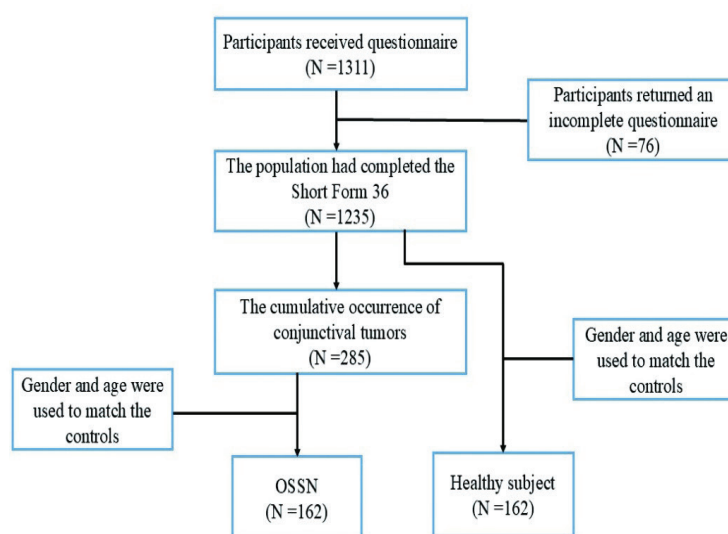 Participants received questionnaire
(N =1311)
Participants returned an
incomplete questionnaire
(N =76)
The population had completed the
Short Form 36
(N =1235)
The cumulative occurrence of
conjunctival tumors
(N =285)
Gender and age were
used to match the
controls
Gender and age were
used to match the
controls
OSSN
(N =162)
Healthy subject
(N =162)